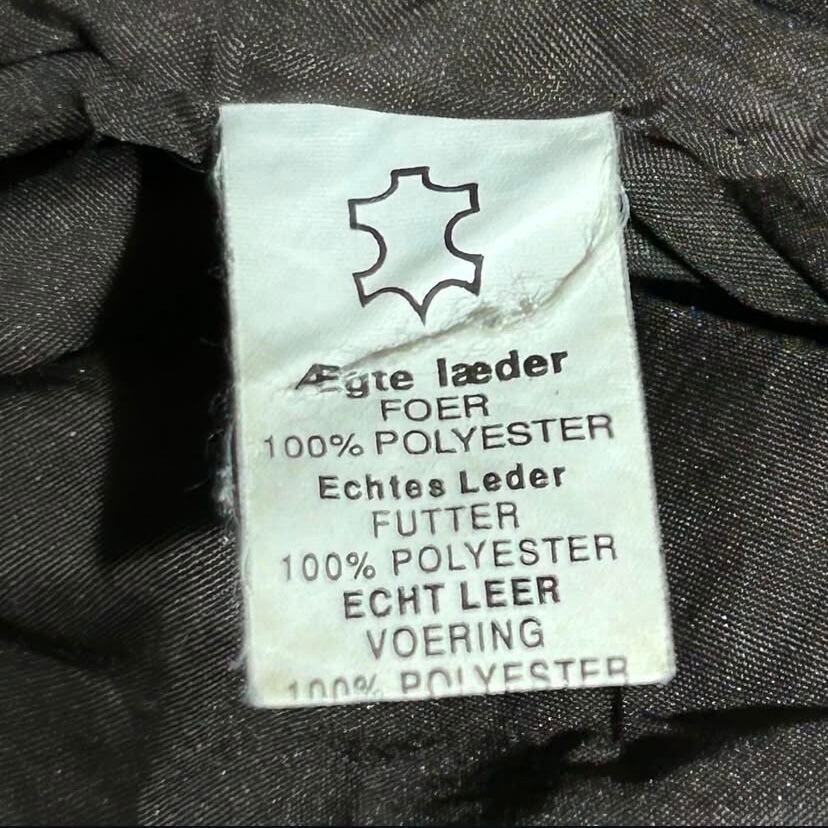 Ægte læder
FOER
100% POLYESTER
Echtes Leder
FUTTER
100% POLYESTER
ECHT LEER
VOERING
100% POLYESTER